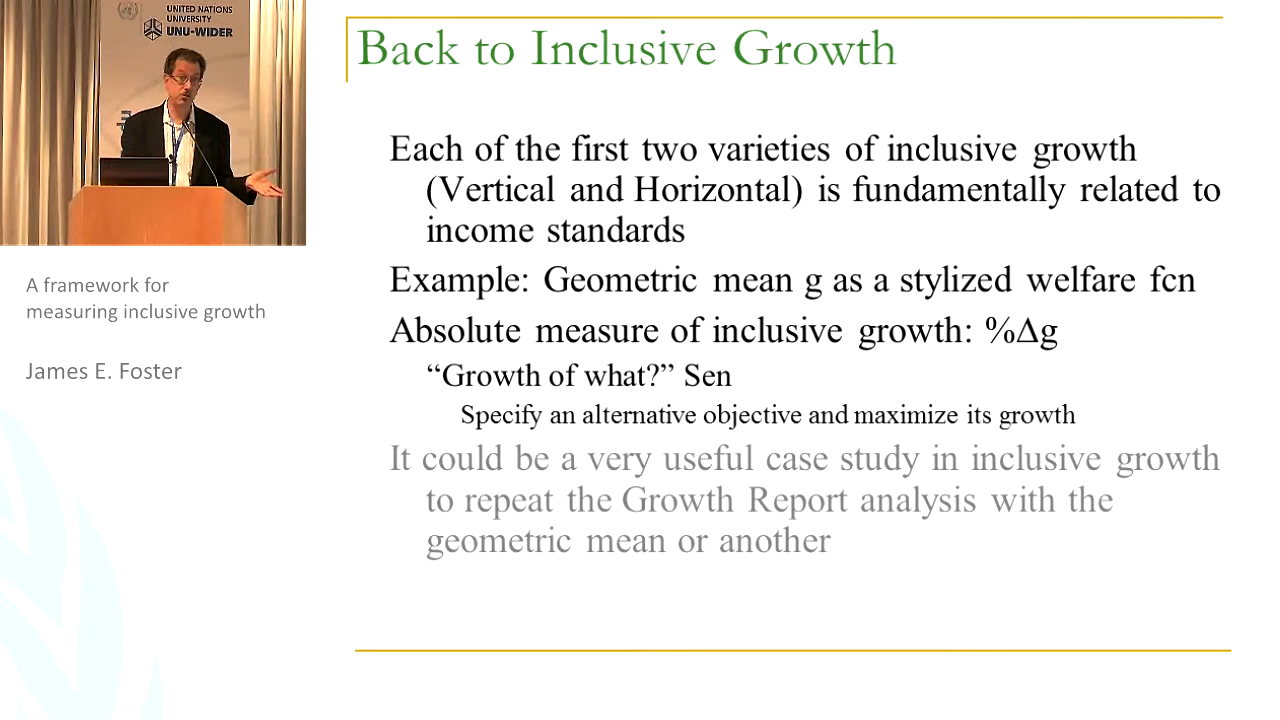 UNITED NATIONS
UNIVERSITY
UNU-WIDER
Back to Inclusive Growth
Each of the first two varieties of inclusive growth
(Vertical and Horizontal) is fundamentally related to
income standards
Example: Geometric mean g as a stylized welfare fcn
Absolute measure of inclusive growth: %Δg
“Growth of what?” Sen
Specify an alternative objective and maximize its growth
It could be a very useful case study in inclusive growth
to repeat the Growth Report analysis with the
geometric mean or another
A framework for
measuring inclusive growth
James E. Foster